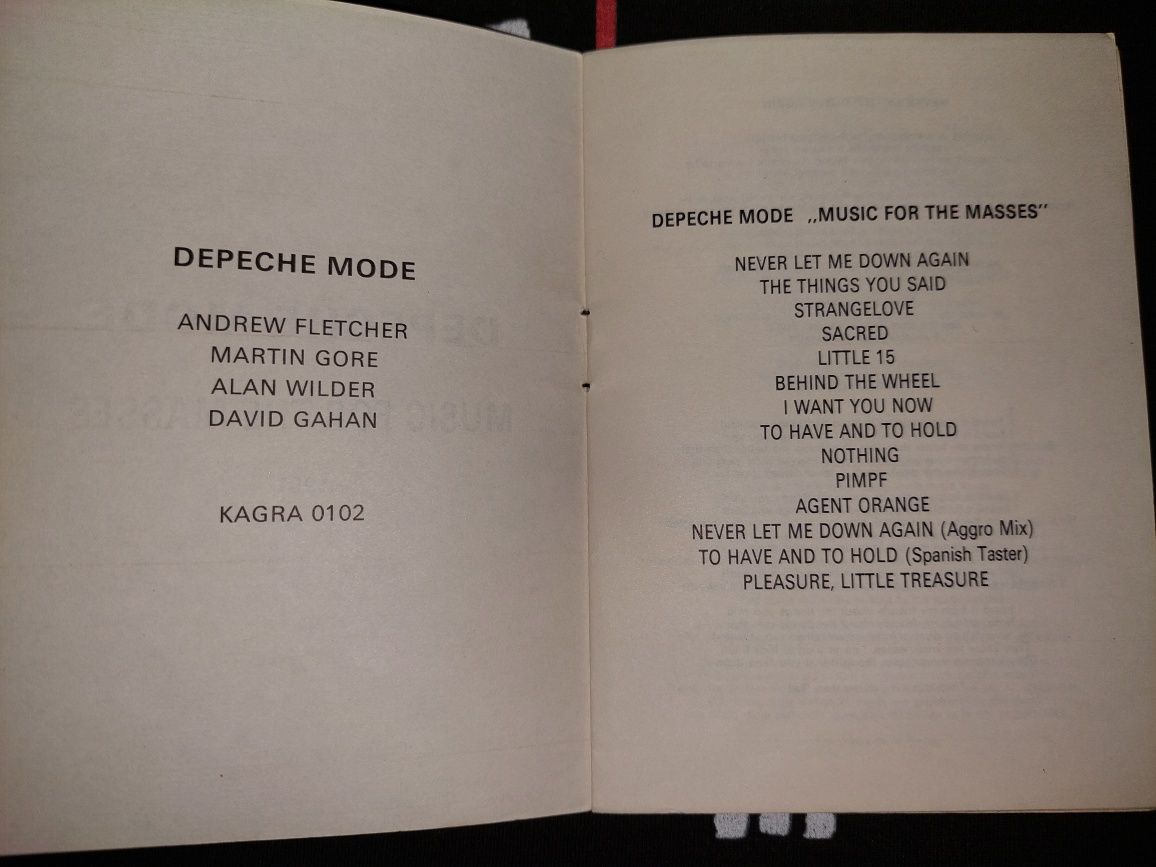 DEPECHE MODE
ANDREW FLETCHER
MARTIN GORE
ALAN WILDER
DAVID GAHAN
KAGRA 0102
DEPECHE MODE ,,MUSIC FOR THE MASSES"
NEVER LET ME DOWN AGAIN
THE THINGS YOU SAID
STRANGELOVE
SACRED
LITTLE 15
BEHIND THE WHEEL
I WANT YOU NOW
TO HAVE AND TO HOLD
NOTHING
PIMPF
AGENT ORANGE
NEVER LET ME DOWN AGAIN (Aggro Mix)
TO HAVE AND TO HOLD (Spanish Taster)
PLEASURE, LITTLE TREASURE